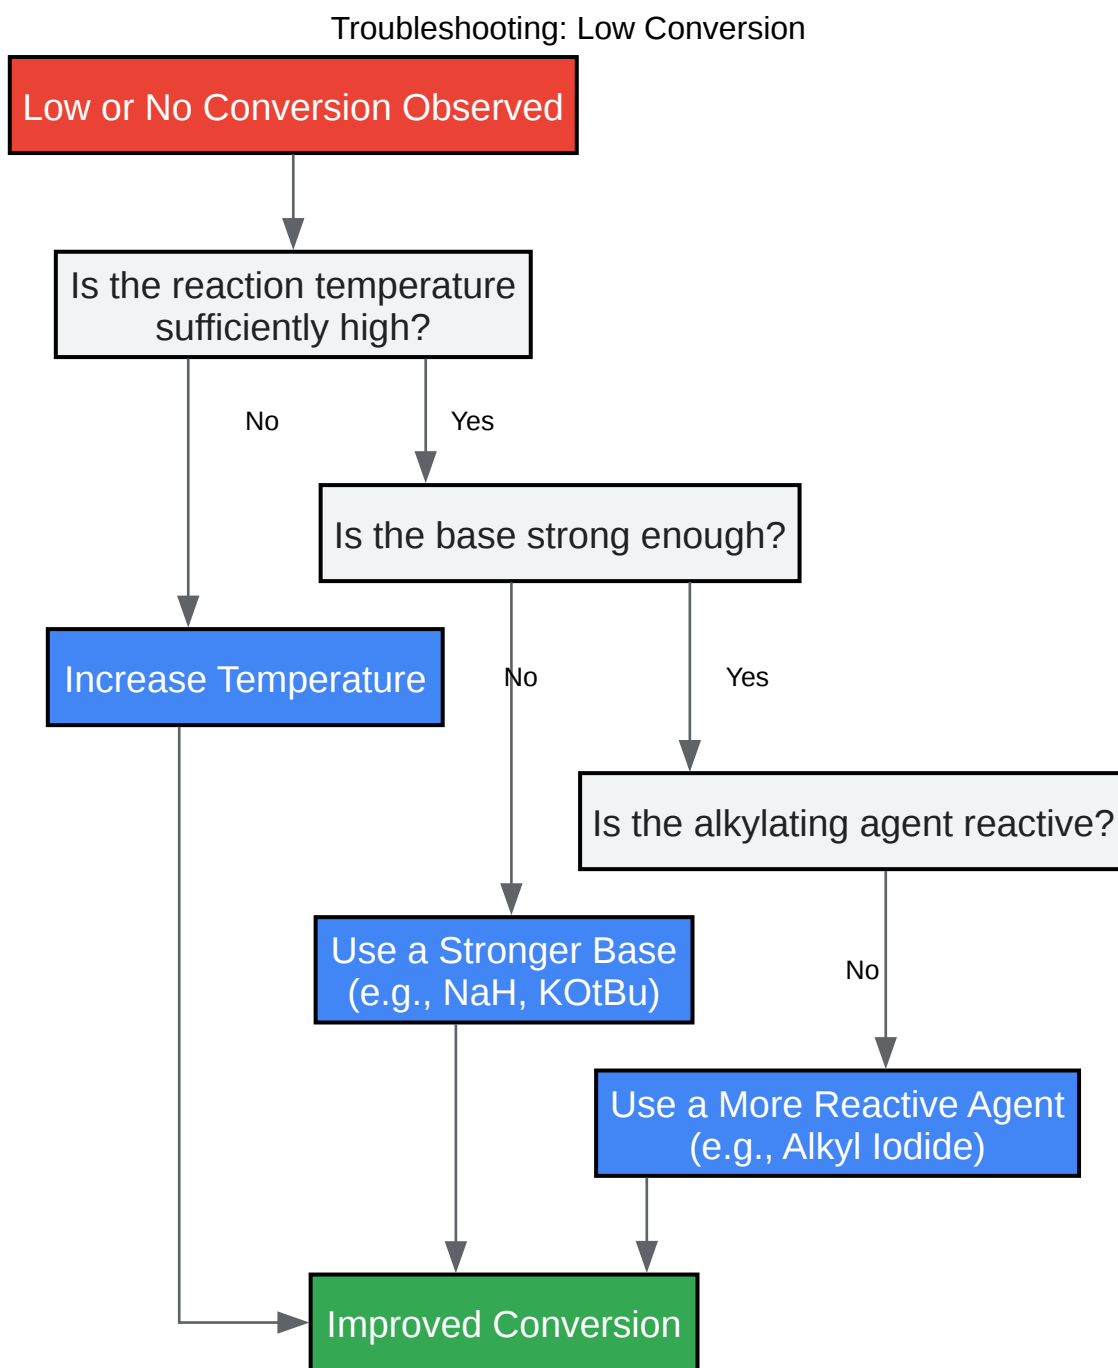 Troubleshooting: Low Conversion
Low or No Conversion Observed
Is the reaction temperature
sufficiently high?
No
Yes
Is the base strong enough?
Increase Temperature
No
Yes
Is the alkylating agent reactive?
Use a Stronger Base
(e.g., NaH, KOtBu)
No
Use a More Reactive Agent
(e.g., Alkyl Iodide)
Improved Conversion